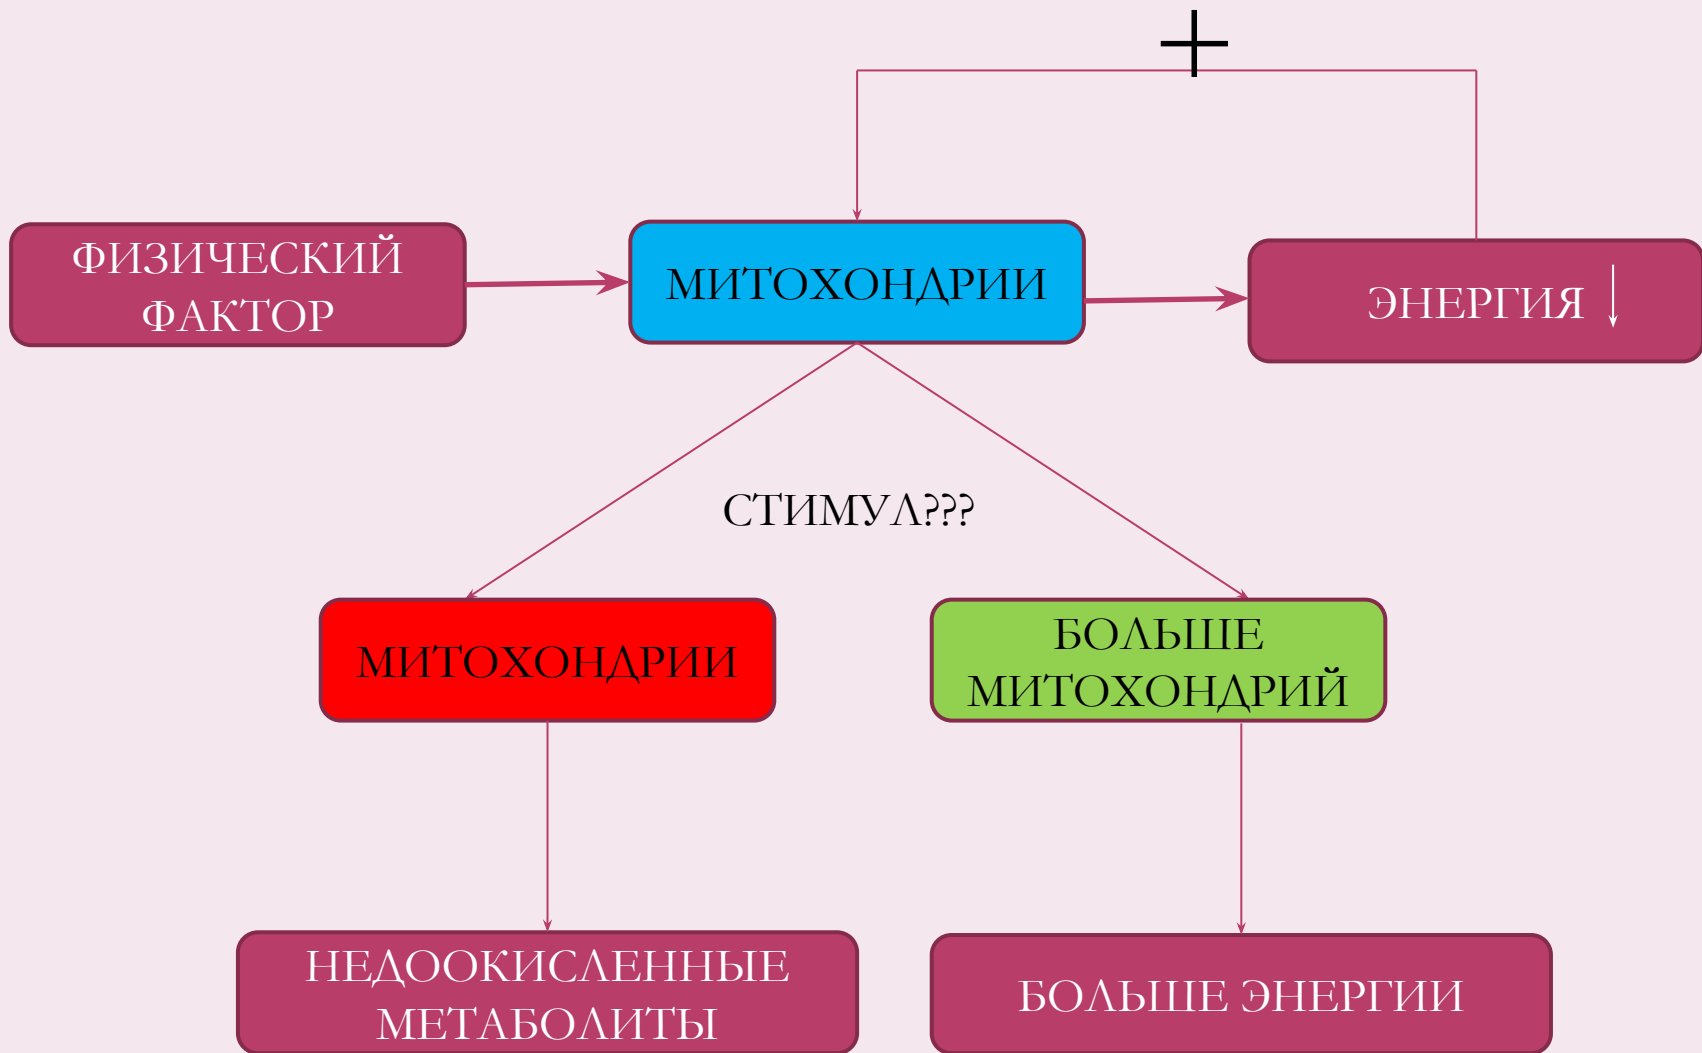 ФИЗИЧЕСКИЙ
ФАКТОР
МИТОХОНДРИИ
ЭНЕРГИЯ
СТИМУЛ???
МИТОХОНДРИИ
БОЛЬШЕ
МИТОХОНДРИЙ
НЕДООКИСЛЕННЫЕ
МЕТАБОЛИТЫ
БОЛЬШЕ ЭНЕРГИИ